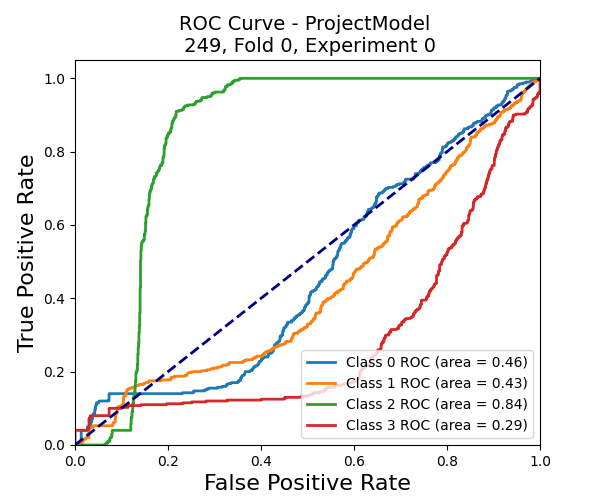 ROC Curve - ProjectModel
249, Fold 0, Experiment 0
True Positive Rate
1.0
0.8
0.6
0.4
0.2
0.0
0.0 0.2 0.4 0.6 0.8 1.0
False Positive Rate
Class 0 ROC (area = 0.46)
Class 1 ROC (area = 0.43)
Class 2 ROC (area = 0.84)
Class 3 ROC (area = 0.29)